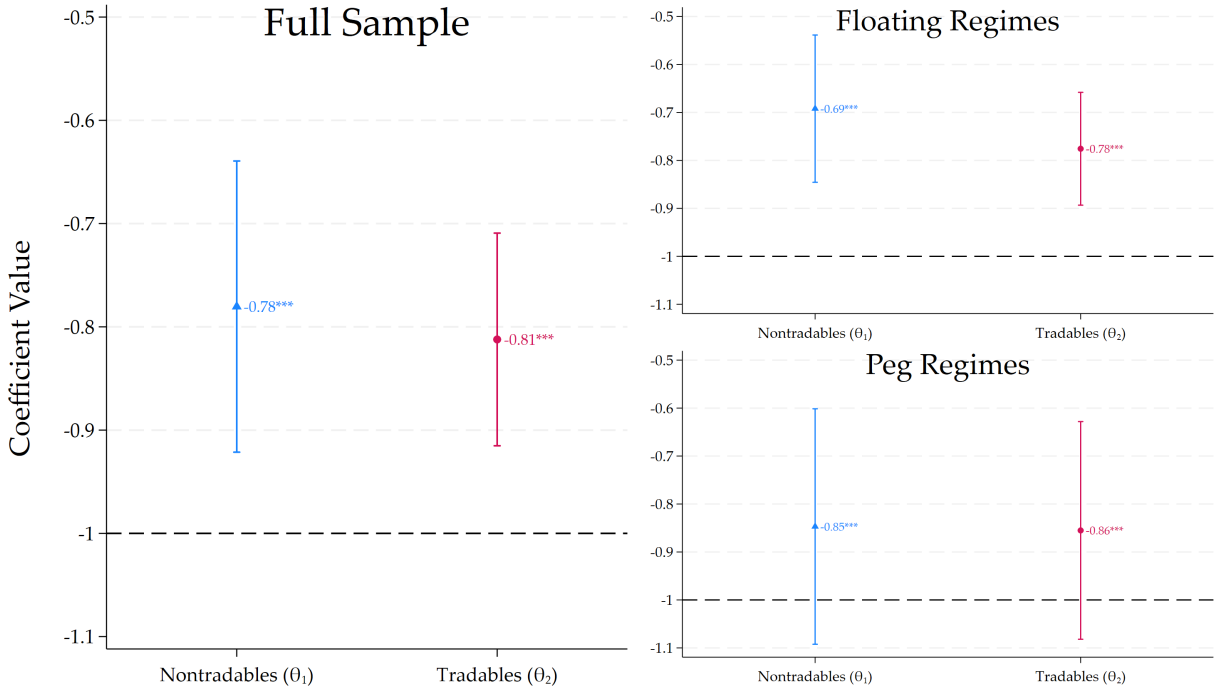 Full Sample
Coefficient Value
-0.5
-0.6
-0.7
-0.8
-0.9
-1
-1.1
-0.78***
-0.81***
Nontradables (θ₁)
Tradables (θ₂)
Floating Regimes
-0.5
-0.6
-0.7
-0.8
-0.9
-1
-1.1
-0.69***
-0.78***
Nontradables (θ₁)
Tradables (θ₂)
Peg Regimes
-0.5
-0.6
-0.7
-0.8
-0.9
-1
-1.1
-0.85***
-0.86***
Nontradables (θ₁)
Tradables (θ₂)